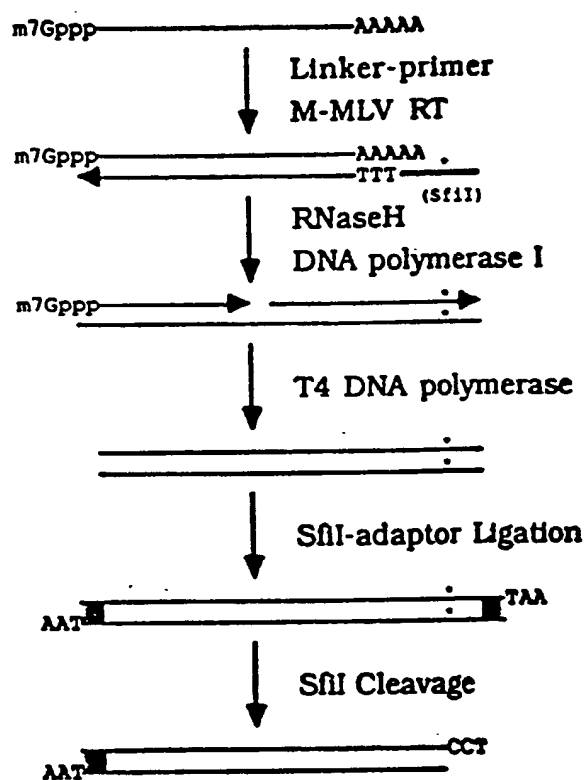 m7Gppp AAAAA
Linker-primer
M-MLV RT
m7Gppp AAAAA
TTT
(SfiI)
RNaseH
DNA polymerase I
m7Gppp
T4 DNA polymerase
SfiI-adaptor Ligation
TAA
AAT
SfiI Cleavage
CCT
AAT